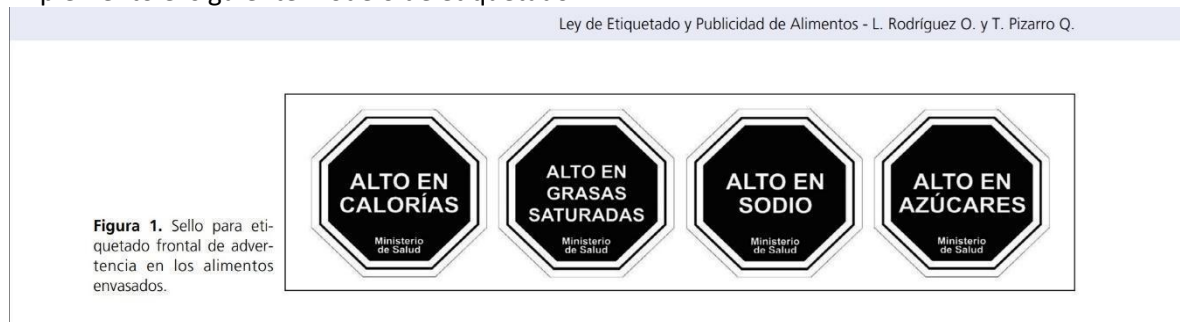 Ley de Etiquetado y Publicidad de Alimentos - L. Rodríguez O. y T. Pizarro Q.
ALTO EN
CALORÍAS
Ministerio
de Salud
ALTO EN
GRASAS
SATURADAS
Ministerio
de Salud
ALTO EN
SODIO
Ministerio
de Salud
ALTO EN
AZÚCARES
Ministerio
de Salud
Figura 1. Sello para eti-
quetado frontal de adver-
tencia en los alimentos
envasados.